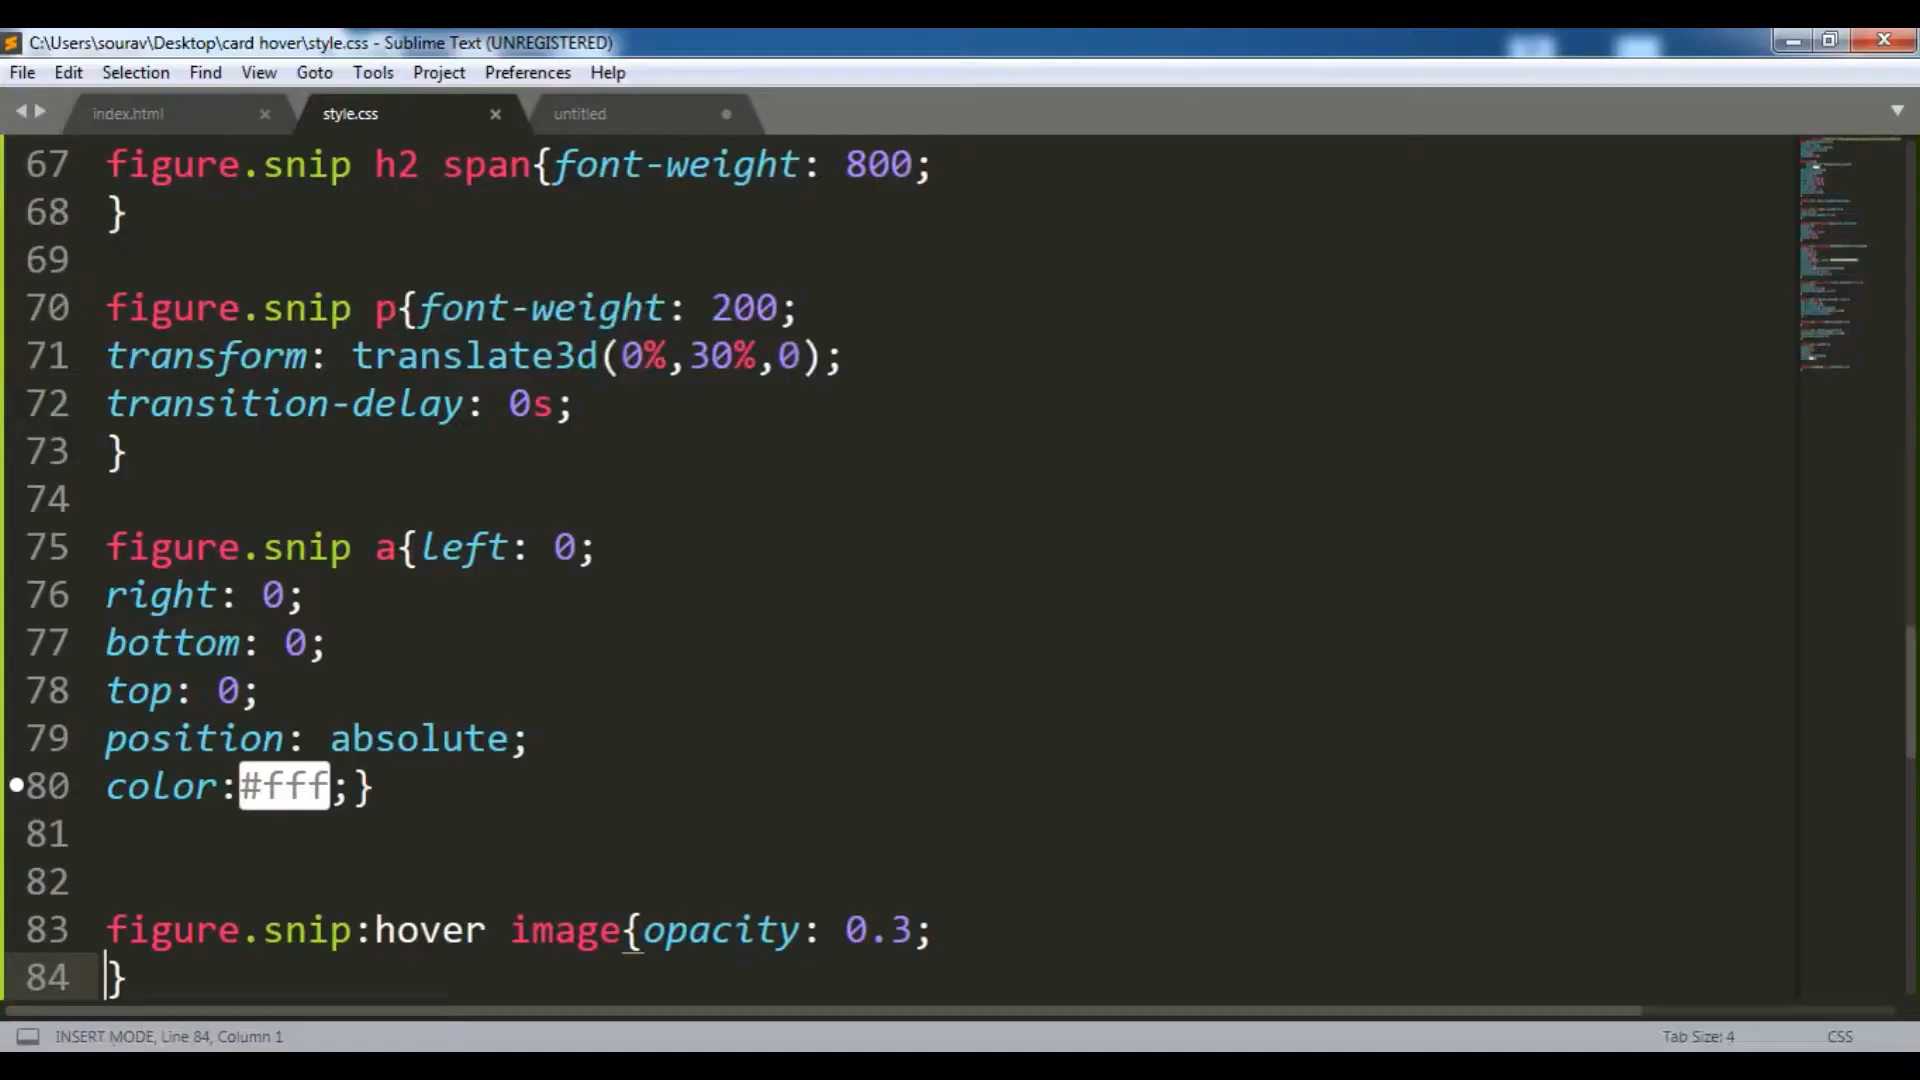 C:\Users\sourav\Desktop\card hover\style.css - Sublime Text (UNREGISTERED)
File Edit Selection Find View Goto Tools Project Preferences Help
index.html × style.css × untitled
67 figure.snip h2 span{font-weight: 800;
68 }
69
70 figure.snip p{font-weight: 200;
71 transform: translate3d(0%,30%,0);
72 transition-delay: 0s;
73 }
74
75 figure.snip a{left: 0;
76 right: 0;
77 bottom: 0;
78 top: 0;
79 position: absolute;
80 color:#fff;}
81
82
83 figure.snip:hover image{opacity: 0.3;
84 }
INSERT MODE, Line 84, Column 1 Tab Size: 4 CSS